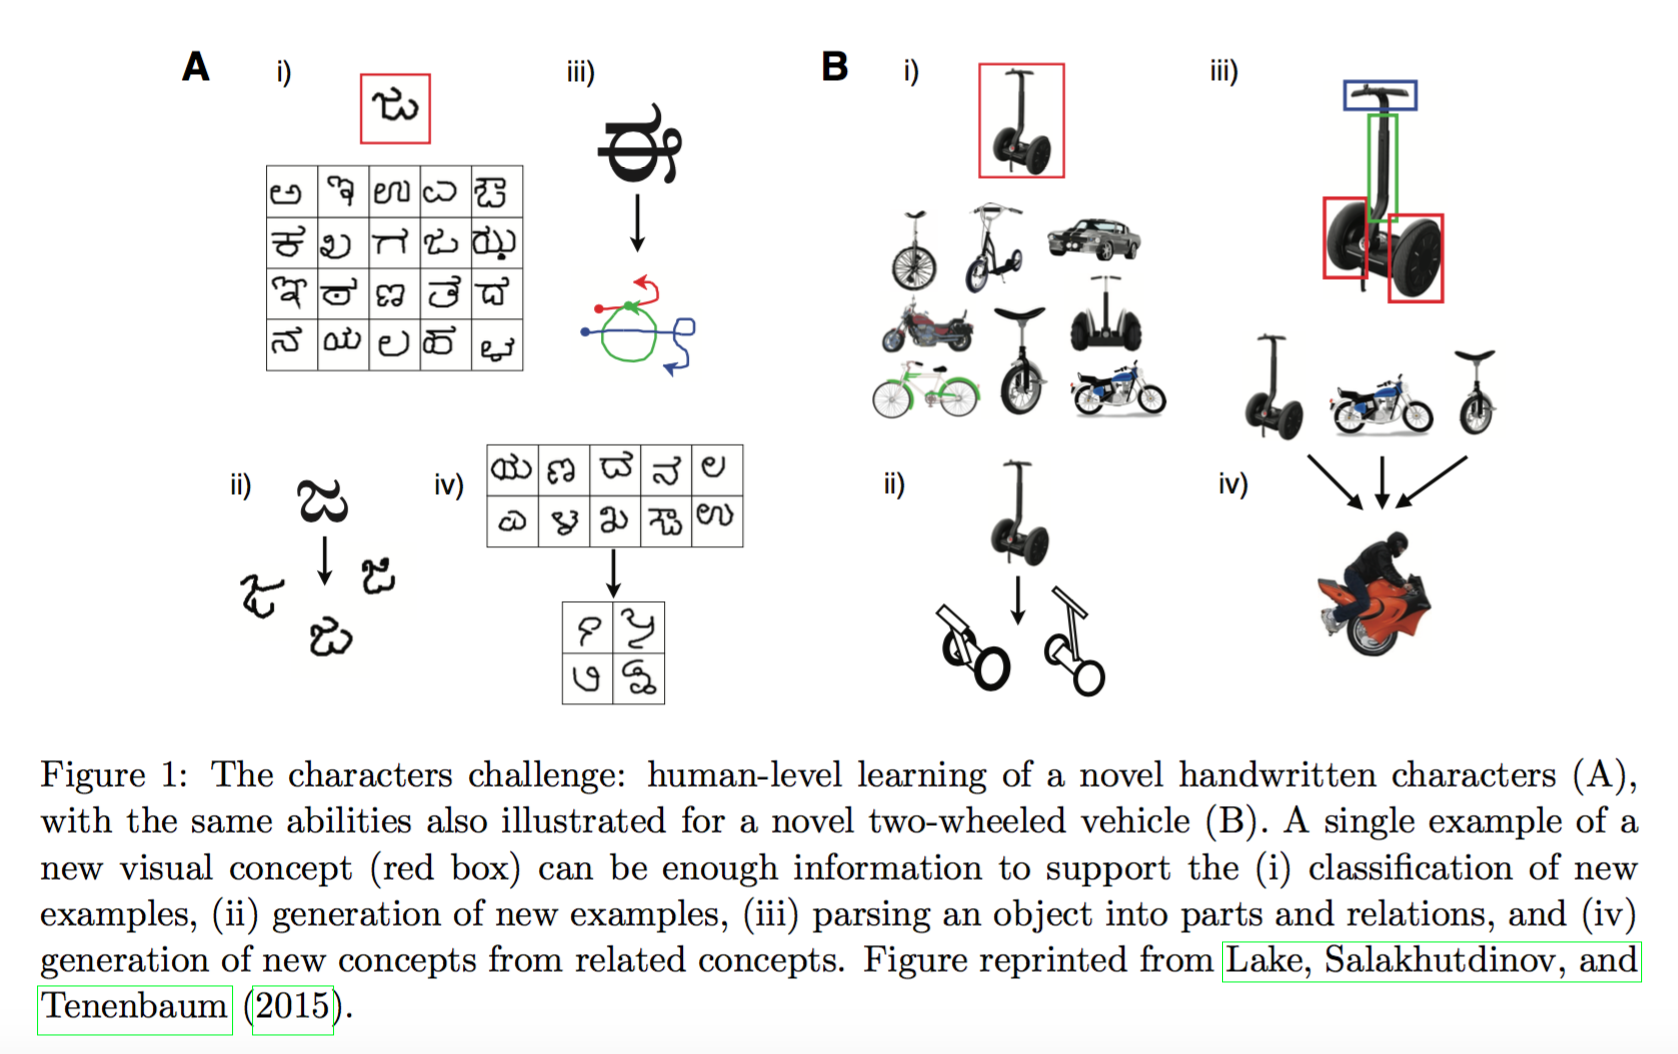 A
i)
ಜು
iii)
ಅ ಇ ಉ ಎ ಔ
ಕ ಖ ಗ ಜ ಝ
ಞ ಠ ಣ ತ ದ
ನ ಯ ಲ ಹ ಳ
ii)
ಜ
iv)
ಯ ಣ ದ ನ ಲ
ಎ ಳ ಖ ಔ ಉ
B
i)
iii)
ii)
iv)
Figure 1: The characters challenge: human-level learning of a novel handwritten characters (A),
with the same abilities also illustrated for a novel two-wheeled vehicle (B). A single example of a
new visual concept (red box) can be enough information to support the (i) classification of new
examples, (ii) generation of new examples, (iii) parsing an object into parts and relations, and (iv)
generation of new concepts from related concepts. Figure reprinted from Lake, Salakhutdinov, and
Tenenbaum (2015).